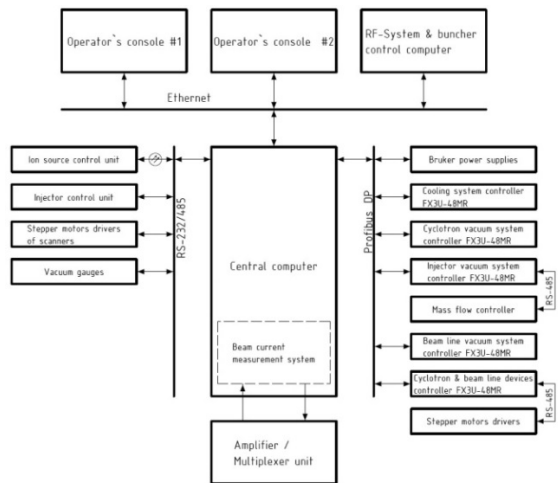 Operator`s console #1
Operator`s console #2
RF-System & buncher
control computer
Ethernet
Ion source control unit
Injector control unit
Stepper motors drivers
of scanners
Vacuum gauges
RS-232/485
Central computer
Beam current
measurement system
Amplifier /
Multiplexer unit
Profibus DP
Bruker power supplies
Cooling system controller
FX3U-48MR
Cyclotron vacuum system
controller FX3U-48MR
Injector vacuum system
controller FX3U-48MR
RS-485
Mass flow controller
Beam line vacuum system
controller FX3U-48MR
Cyclotron & beam line devices
controller FX3U-48MR
RS-485
Stepper motors drivers